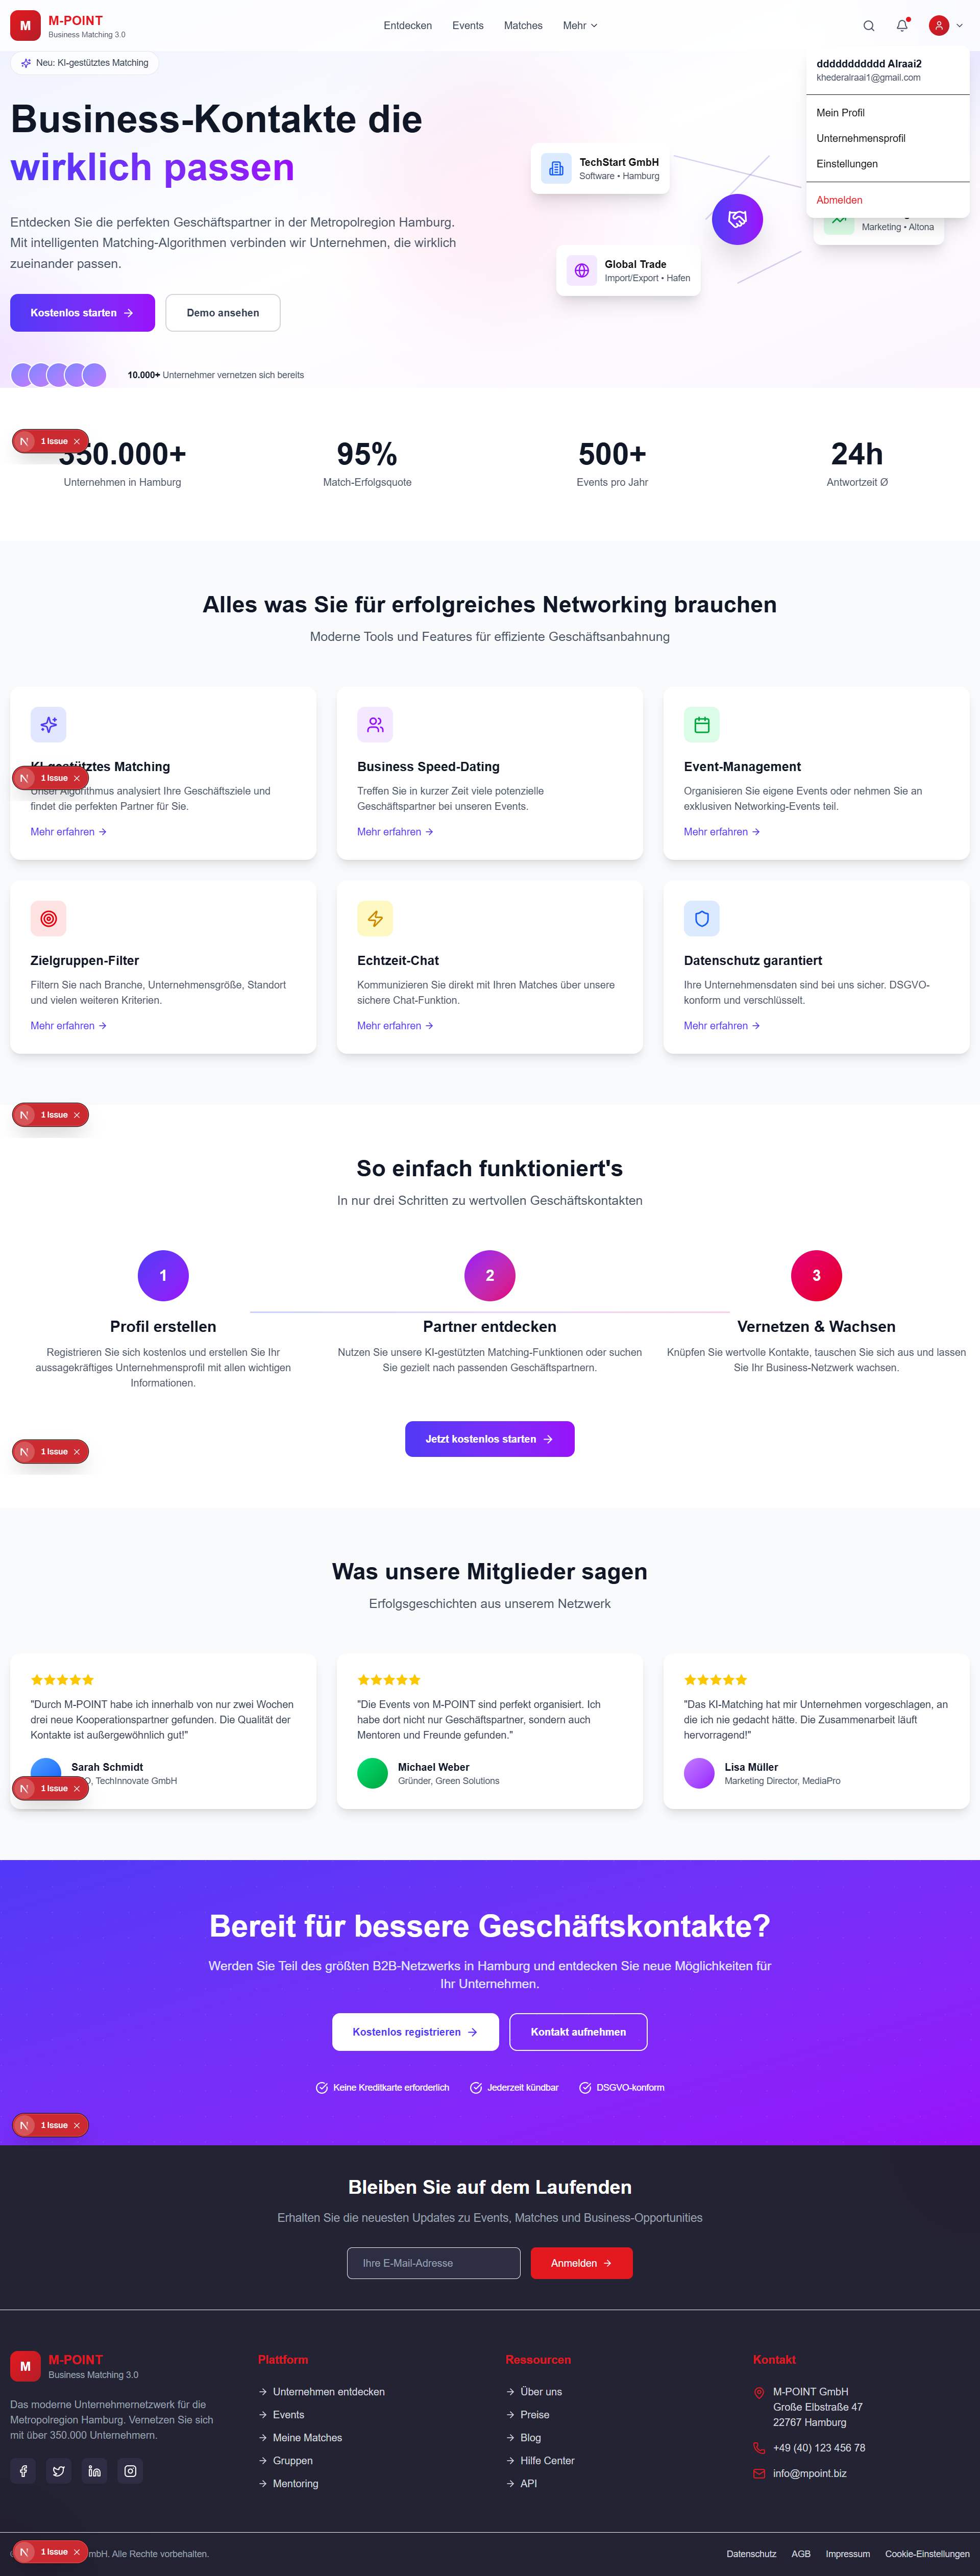 M
M-POINT
Business Matching 3.0
Entdecken
Events
Matches
Mehr
Neu: KI-gestütztes Matching
ddddddddddd Alraai2
khederalraai1@gmail.com
Mein Profil
Unternehmensprofil
Einstellungen
Abmelden
Business-Kontakte die
wirklich passen
Entdecken Sie die perfekten Geschäftspartner in der Metropolregion Hamburg.
Mit intelligenten Matching-Algorithmen verbinden wir Unternehmen, die wirklich
zueinander passen.
Kostenlos starten
Demo ansehen
10.000+ Unternehmer vernetzen sich bereits
TechStart GmbH
Software • Hamburg
Marketing • Altona
Global Trade
Import/Export • Hafen
1 Issue
350.000+
Unternehmen in Hamburg
95%
Match-Erfolgsquote
500+
Events pro Jahr
24h
Antwortzeit Ø
Alles was Sie für erfolgreiches Networking brauchen
Moderne Tools und Features für effiziente Geschäftsanbahnung
KI-gestütztes Matching
1 Issue
Unser Algorithmus analysiert Ihre Geschäftsziele und
findet die perfekten Partner für Sie.
Mehr erfahren
Business Speed-Dating
Treffen Sie in kurzer Zeit viele potenzielle
Geschäftspartner bei unseren Events.
Mehr erfahren
Event-Management
Organisieren Sie eigene Events oder nehmen Sie an
exklusiven Networking-Events teil.
Mehr erfahren
Zielgruppen-Filter
Filtern Sie nach Branche, Unternehmensgröße, Standort
und vielen weiteren Kriterien.
Mehr erfahren
Echtzeit-Chat
Kommunizieren Sie direkt mit Ihren Matches über unsere
sichere Chat-Funktion.
Mehr erfahren
Datenschutz garantiert
Ihre Unternehmensdaten sind bei uns sicher. DSGVO-
konform und verschlüsselt.
Mehr erfahren
1 Issue
So einfach funktioniert's
In nur drei Schritten zu wertvollen Geschäftskontakten
1
Profil erstellen
Registrieren Sie sich kostenlos und erstellen Sie Ihr
aussagekräftiges Unternehmensprofil mit allen wichtigen
Informationen.
2
Partner entdecken
Nutzen Sie unsere KI-gestützten Matching-Funktionen oder suchen
Sie gezielt nach passenden Geschäftspartnern.
3
Vernetzen & Wachsen
Knüpfen Sie wertvolle Kontakte, tauschen Sie sich aus und lassen
Sie Ihr Business-Netzwerk wachsen.
Jetzt kostenlos starten
1 Issue
Was unsere Mitglieder sagen
Erfolgsgeschichten aus unserem Netzwerk
"Durch M-POINT habe ich innerhalb von nur zwei Wochen
drei neue Kooperationspartner gefunden. Die Qualität der
Kontakte ist außergewöhnlich gut!"
Sarah Schmidt
TechInnovate GmbH
1 Issue
"Die Events von M-POINT sind perfekt organisiert. Ich
habe dort nicht nur Geschäftspartner, sondern auch
Mentoren und Freunde gefunden."
Michael Weber
Gründer, Green Solutions
"Das KI-Matching hat mir Unternehmen vorgeschlagen, an
die ich nie gedacht hätte. Die Zusammenarbeit läuft
hervorragend!"
Lisa Müller
Marketing Director, MediaPro
Bereit für bessere Geschäftskontakte?
Werden Sie Teil des größten B2B-Netzwerks in Hamburg und entdecken Sie neue Möglichkeiten für
Ihr Unternehmen.
Kostenlos registrieren
Kontakt aufnehmen
Keine Kreditkarte erforderlich
Jederzeit kündbar
DSGVO-konform
1 Issue
Bleiben Sie auf dem Laufenden
Erhalten Sie die neuesten Updates zu Events, Matches und Business-Opportunities
Ihre E-Mail-Adresse
Anmelden
M
M-POINT
Business Matching 3.0
Das moderne Unternehmernetzwerk für die
Metropolregion Hamburg. Vernetzen Sie sich
mit über 350.000 Unternehmern.
Plattform
Unternehmen entdecken
Events
Meine Matches
Gruppen
Mentoring
Ressourcen
Über uns
Preise
Blog
Hilfe Center
API
Kontakt
M-POINT GmbH
Große Elbstraße 47
22767 Hamburg
+49 (40) 123 456 78
info@mpoint.biz
1 Issue
mbH. Alle Rechte vorbehalten.
Datenschutz
AGB
Impressum
Cookie-Einstellungen